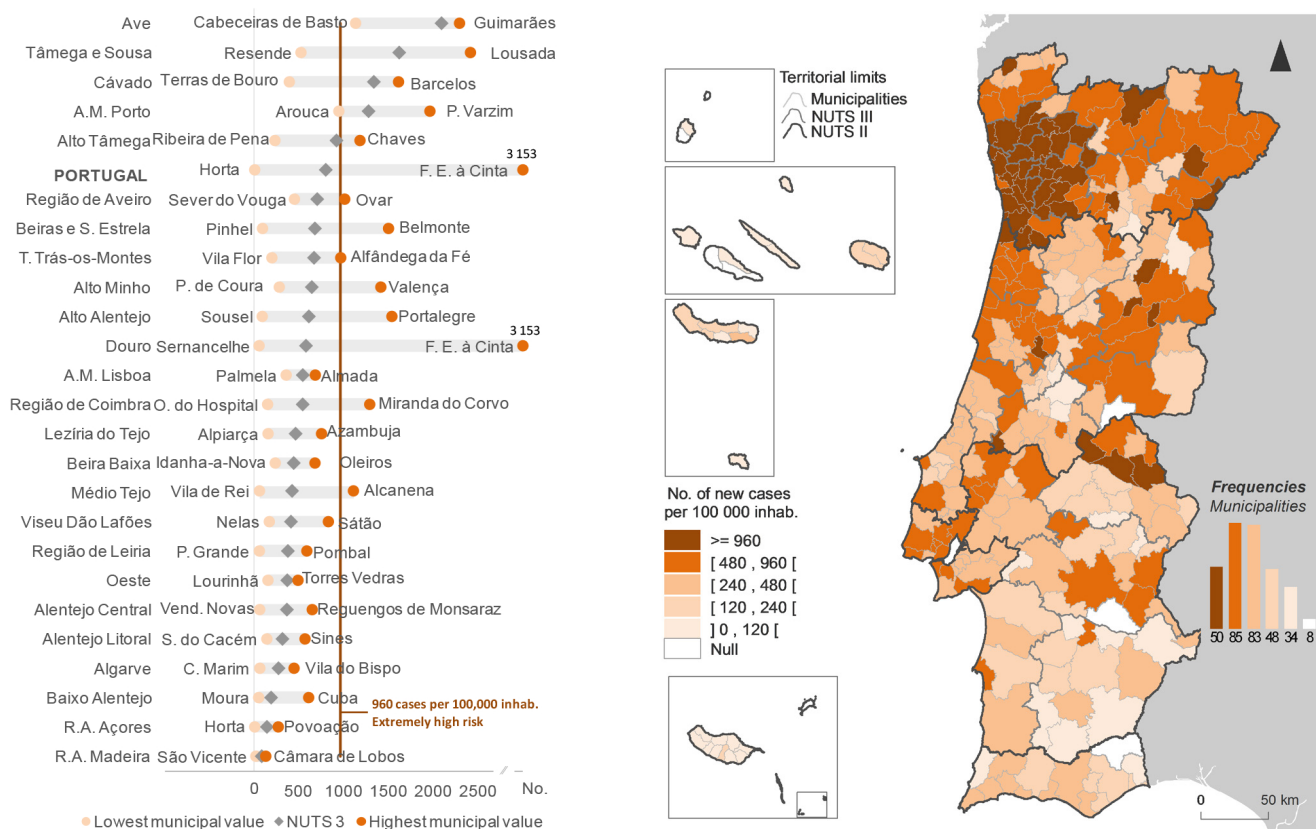 Ave Cabeceiras de Basto Guimarães
Tâmega e Sousa Resende Lousada
Cávado Terras de Bouro Barcelos
A.M. Porto Arouca P. Varzim
Alto Tâmega Ribeira de Pena Chaves
3 153
PORTUGAL Horta F. E. à Cinta
Região de Aveiro Sever do Vouga Ovar
Beiras e S. Estrela Pinhel Belmonte
T. Trás-os-Montes Vila Flor Alfândega da Fé
Alto Minho P. de Coura Valença
Alto Alentejo Sousel Portalegre
3 153
Douro Sernancelhe F. E. à Cinta
A.M. Lisboa Palmela Almada
Região de Coimbra O. do Hospital Miranda do Corvo
Lezíria do Tejo Alpiarça Azambuja
Beira Baixa Idanha-a-Nova Oleiros
Médio Tejo Vila de Rei Alcanena
Viseu Dão Lafões Nelas Sátão
Região de Leiria P. Grande Pombal
Oeste Lourinhã Torres Vedras
Alentejo Central Vend. Novas Reguengos de Monsaraz
Alentejo Litoral S. do Cacém Sines
Algarve C. Marim Vila do Bispo
Baixo Alentejo Moura Cuba
R.A. Açores Horta Povoação
R.A. Madeira São Vicente Câmara de Lobos
960 cases per 100,000 inhab.
Extremely high risk
0 500 1000 1500 2000 2500 No.
Lowest municipal value NUTS 3 Highest municipal value
Territorial limits
Municipalities
NUTS III
NUTS II
No. of new cases
per 100 000 inhab.
>= 960
[ 480 , 960 [
[ 240 , 480 [
[ 120 , 240 [
] 0 , 120 [
Null
Frequencies
Municipalities
50 85 83 48 34 8
0 50 km